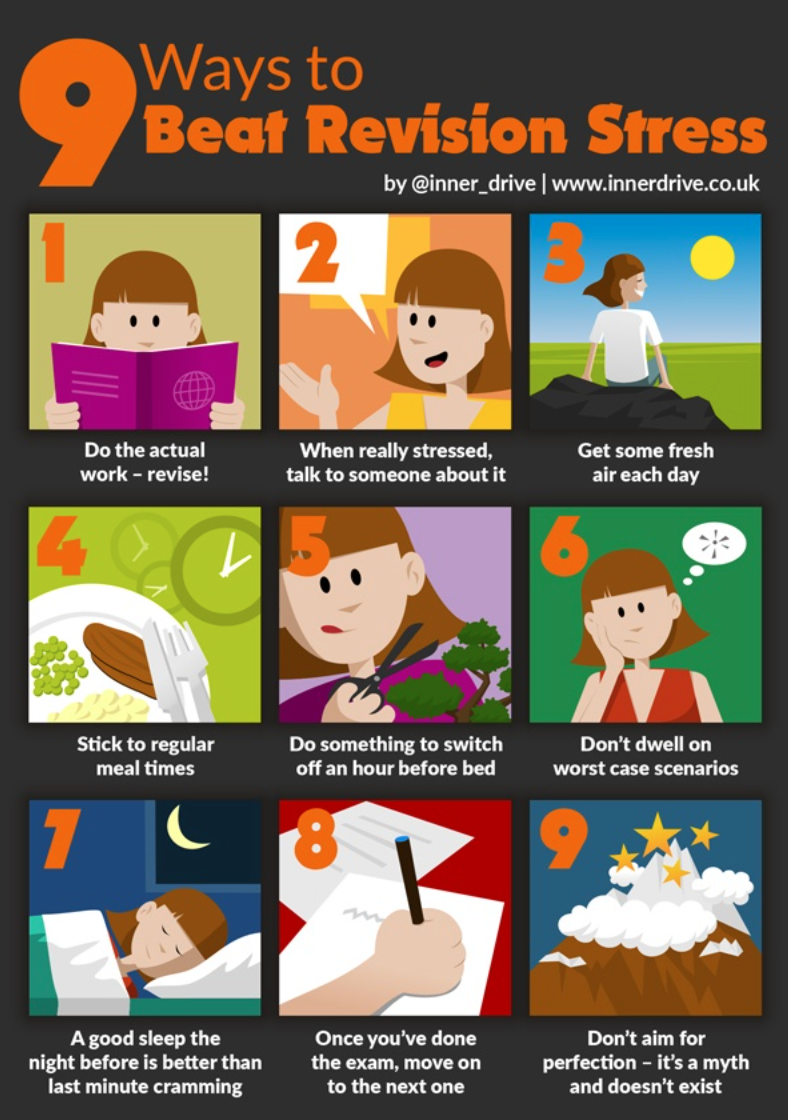 9 Ways to
Beat Revision Stress
by @inner_drive | www.innerdrive.co.uk
1
Do the actual
work – revise!
2
When really stressed,
talk to someone about it
3
Get some fresh
air each day
4
Stick to regular
meal times
5
Do something to switch
off an hour before bed
6
Don't dwell on
worst case scenarios
7
A good sleep the
night before is better than
last minute cramming
8
Once you've done
the exam, move on
to the next one
9
Don't aim for
perfection – it's a myth
and doesn't exist